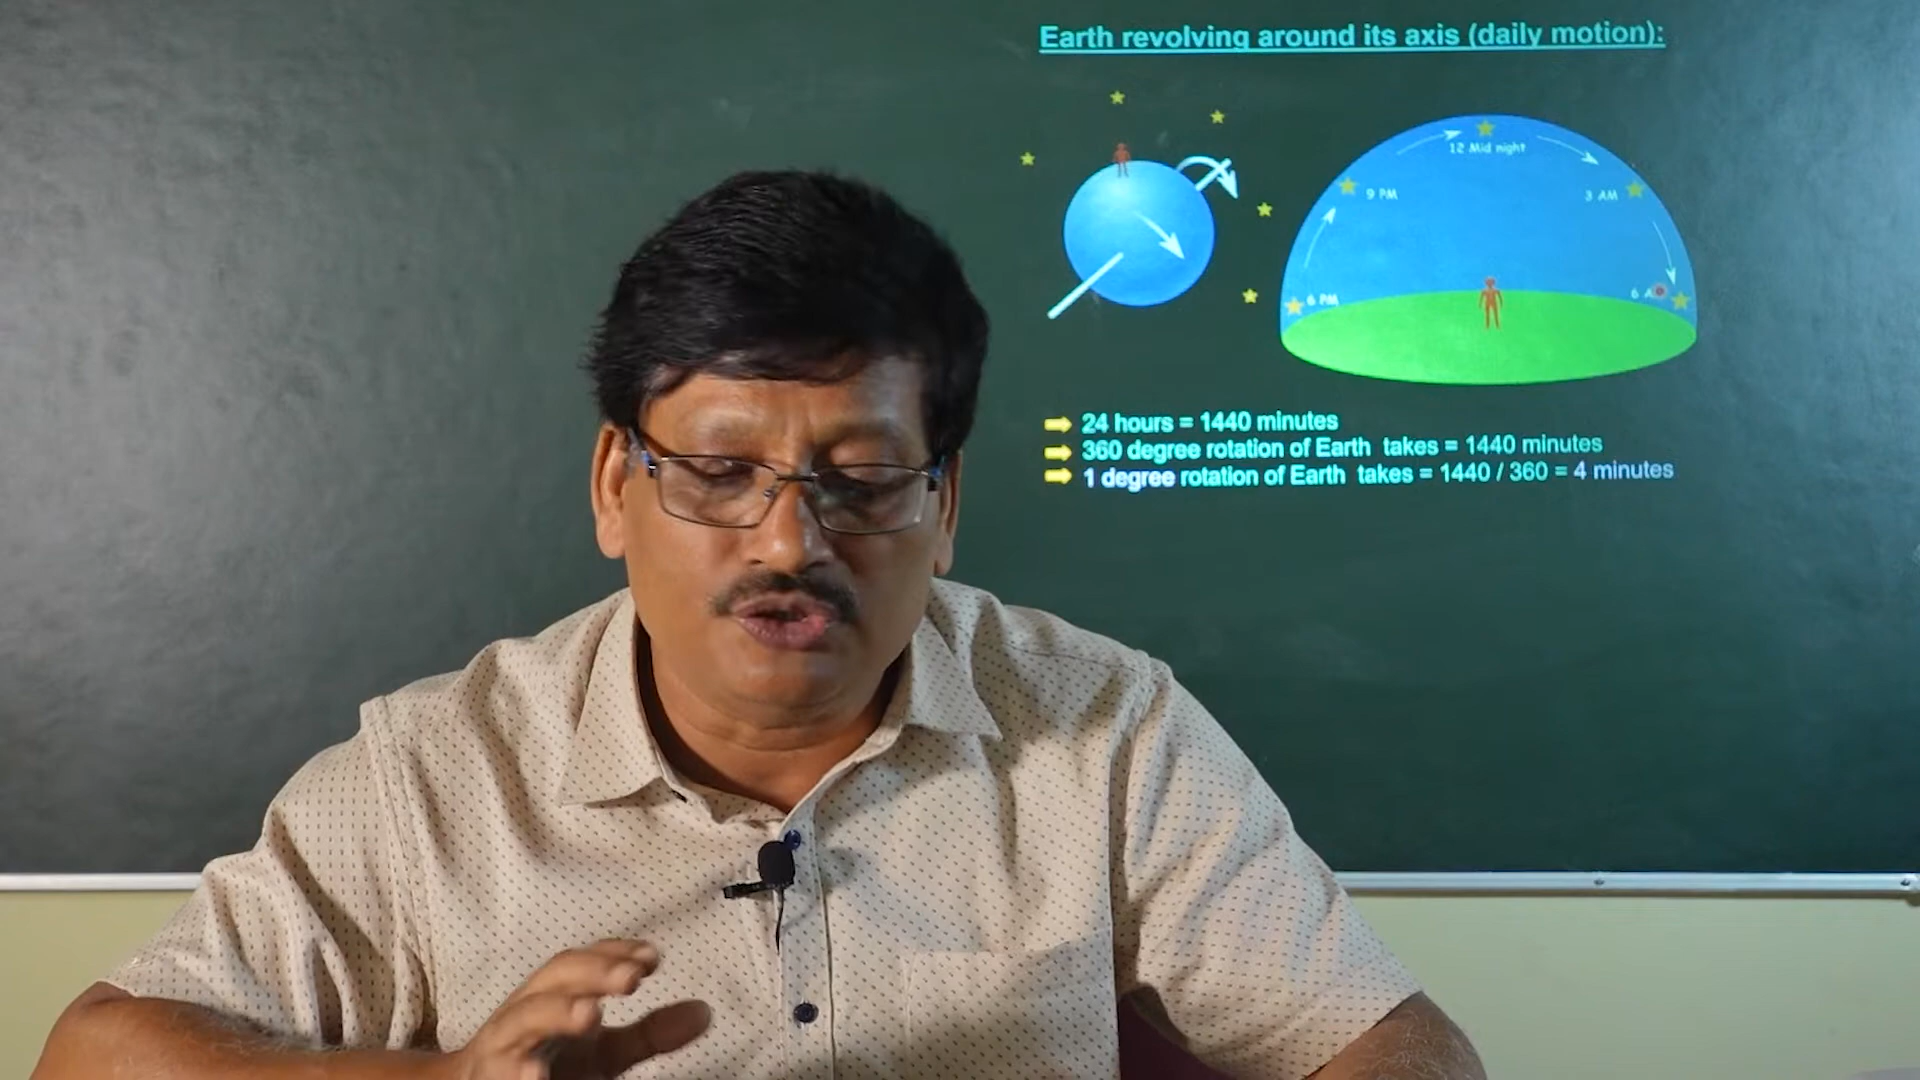 Earth revolving around its axis (daily motion):
12 Mid night
9 PM
3 AM
6 PM
6 A
24 hours = 1440 minutes
360 degree rotation of Earth takes = 1440 minutes
1 degree rotation of Earth takes = 1440 / 360 = 4 minutes